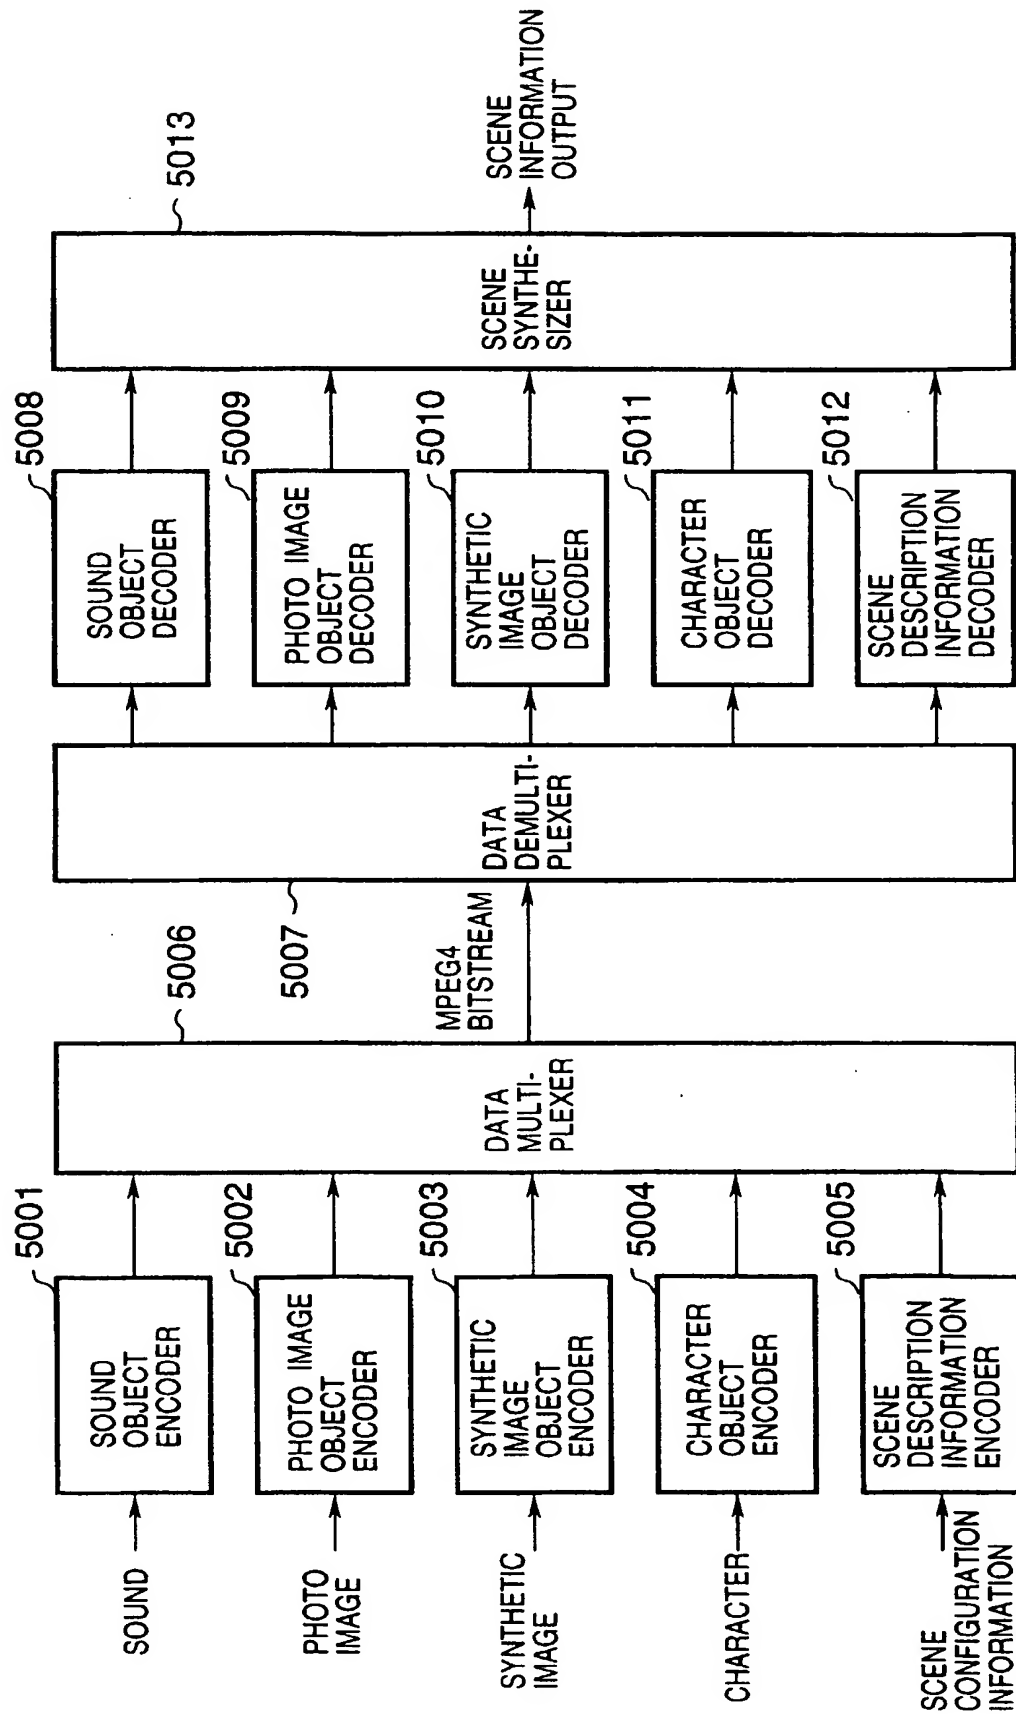 SOUND
PHOTO
IMAGE
SYNTHETIC
IMAGE
CHARACTER
SCENE
CONFIGURATION
INFORMATION
5001
SOUND
OBJECT
ENCODER
5002
PHOTO IMAGE
OBJECT
ENCODER
5003
SYNTHETIC
IMAGE
OBJECT
ENCODER
5004
CHARACTER
OBJECT
ENCODER
5005
SCENE
DESCRIPTION
INFORMATION
ENCODER
5006
DATA
MULTI-
PLEXER
MPEG4
BITSTREAM
5007
DATA
DEMULTI-
PLEXER
5008
SOUND
OBJECT
DECODER
5009
PHOTO IMAGE
OBJECT
DECODER
5010
SYNTHETIC
IMAGE
OBJECT
DECODER
5011
CHARACTER
OBJECT
DECODER
5012
SCENE
DESCRIPTION
INFORMATION
DECODER
5013
SCENE
SYNTHE-
SIZER
SCENE
INFORMATION
OUTPUT